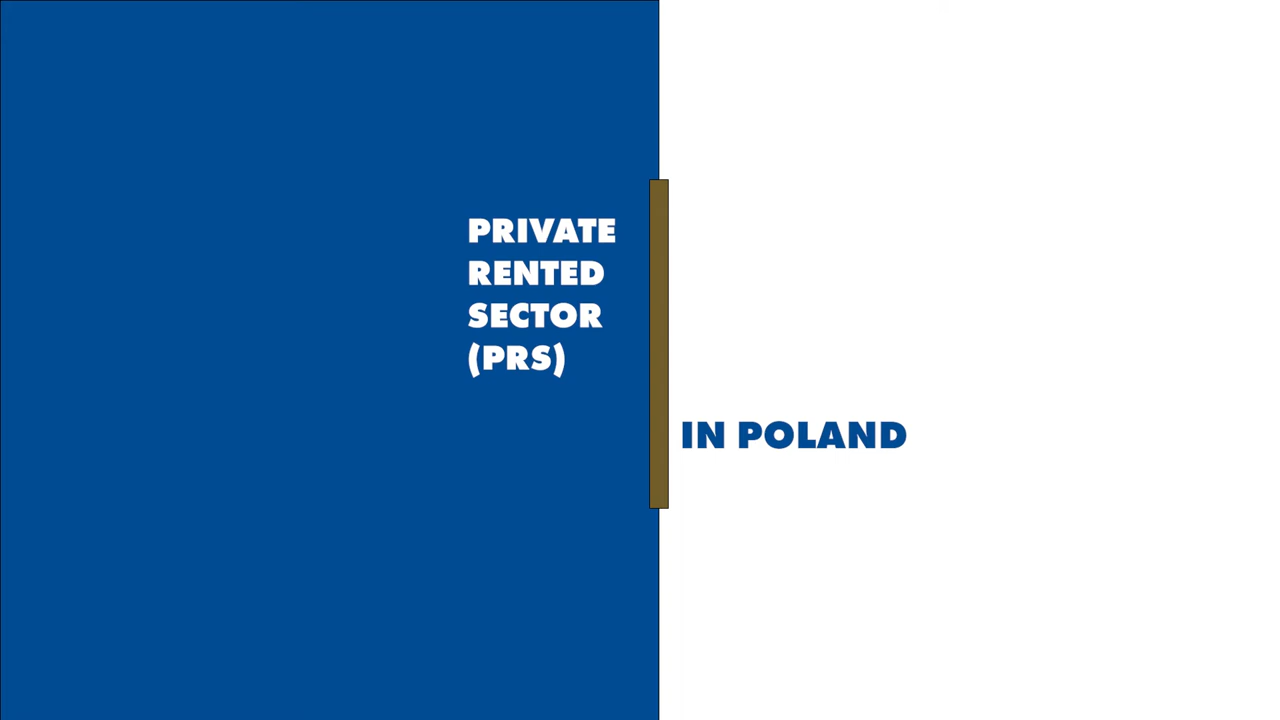 PRIVATE
RENTED
SECTOR
(PRS)
IN POLAND